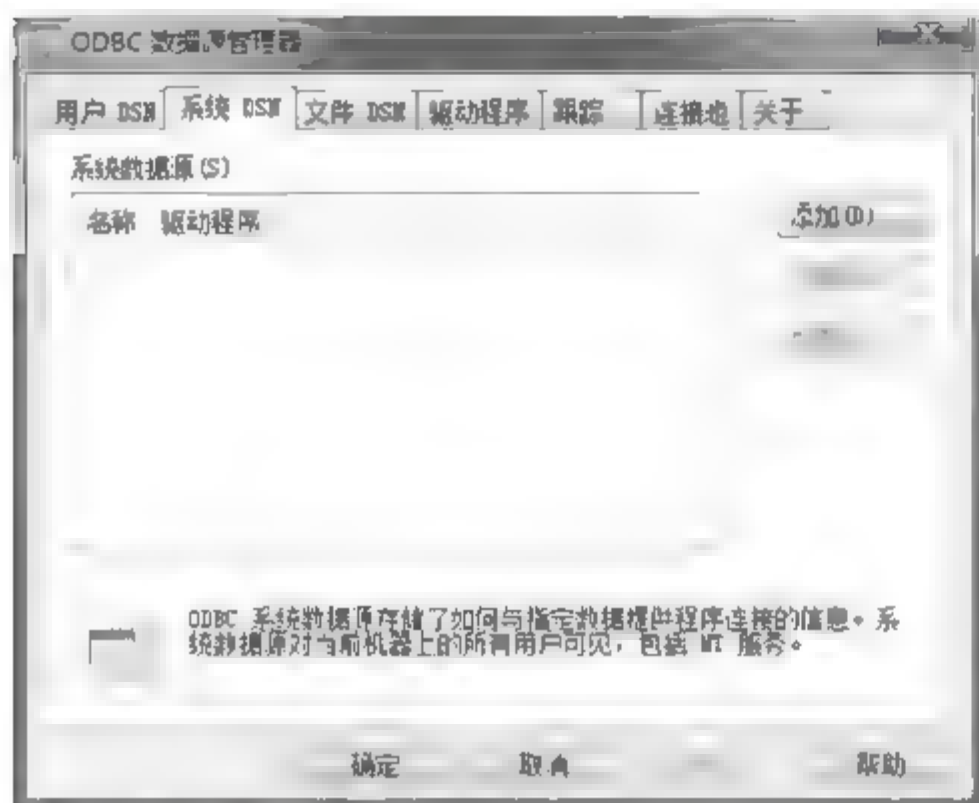 ODBC 数据源管理器
用户 DSN 系统 DSN 文件 DSN 驱动程序 跟踪 连接池 关于
系统数据源(S)
名称 驱动程序
添加(D)
ODBC 系统数据源存储了如何与指定数据提供程序连接的信息。系
统数据源对当前机器上的所有用户可见，包括 NT 服务。
确定 取消 帮助